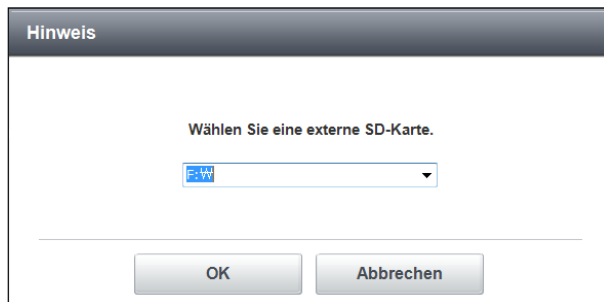 Hinweis
Wählen Sie eine externe SD-Karte.
F:₩
OK
Abbrechen